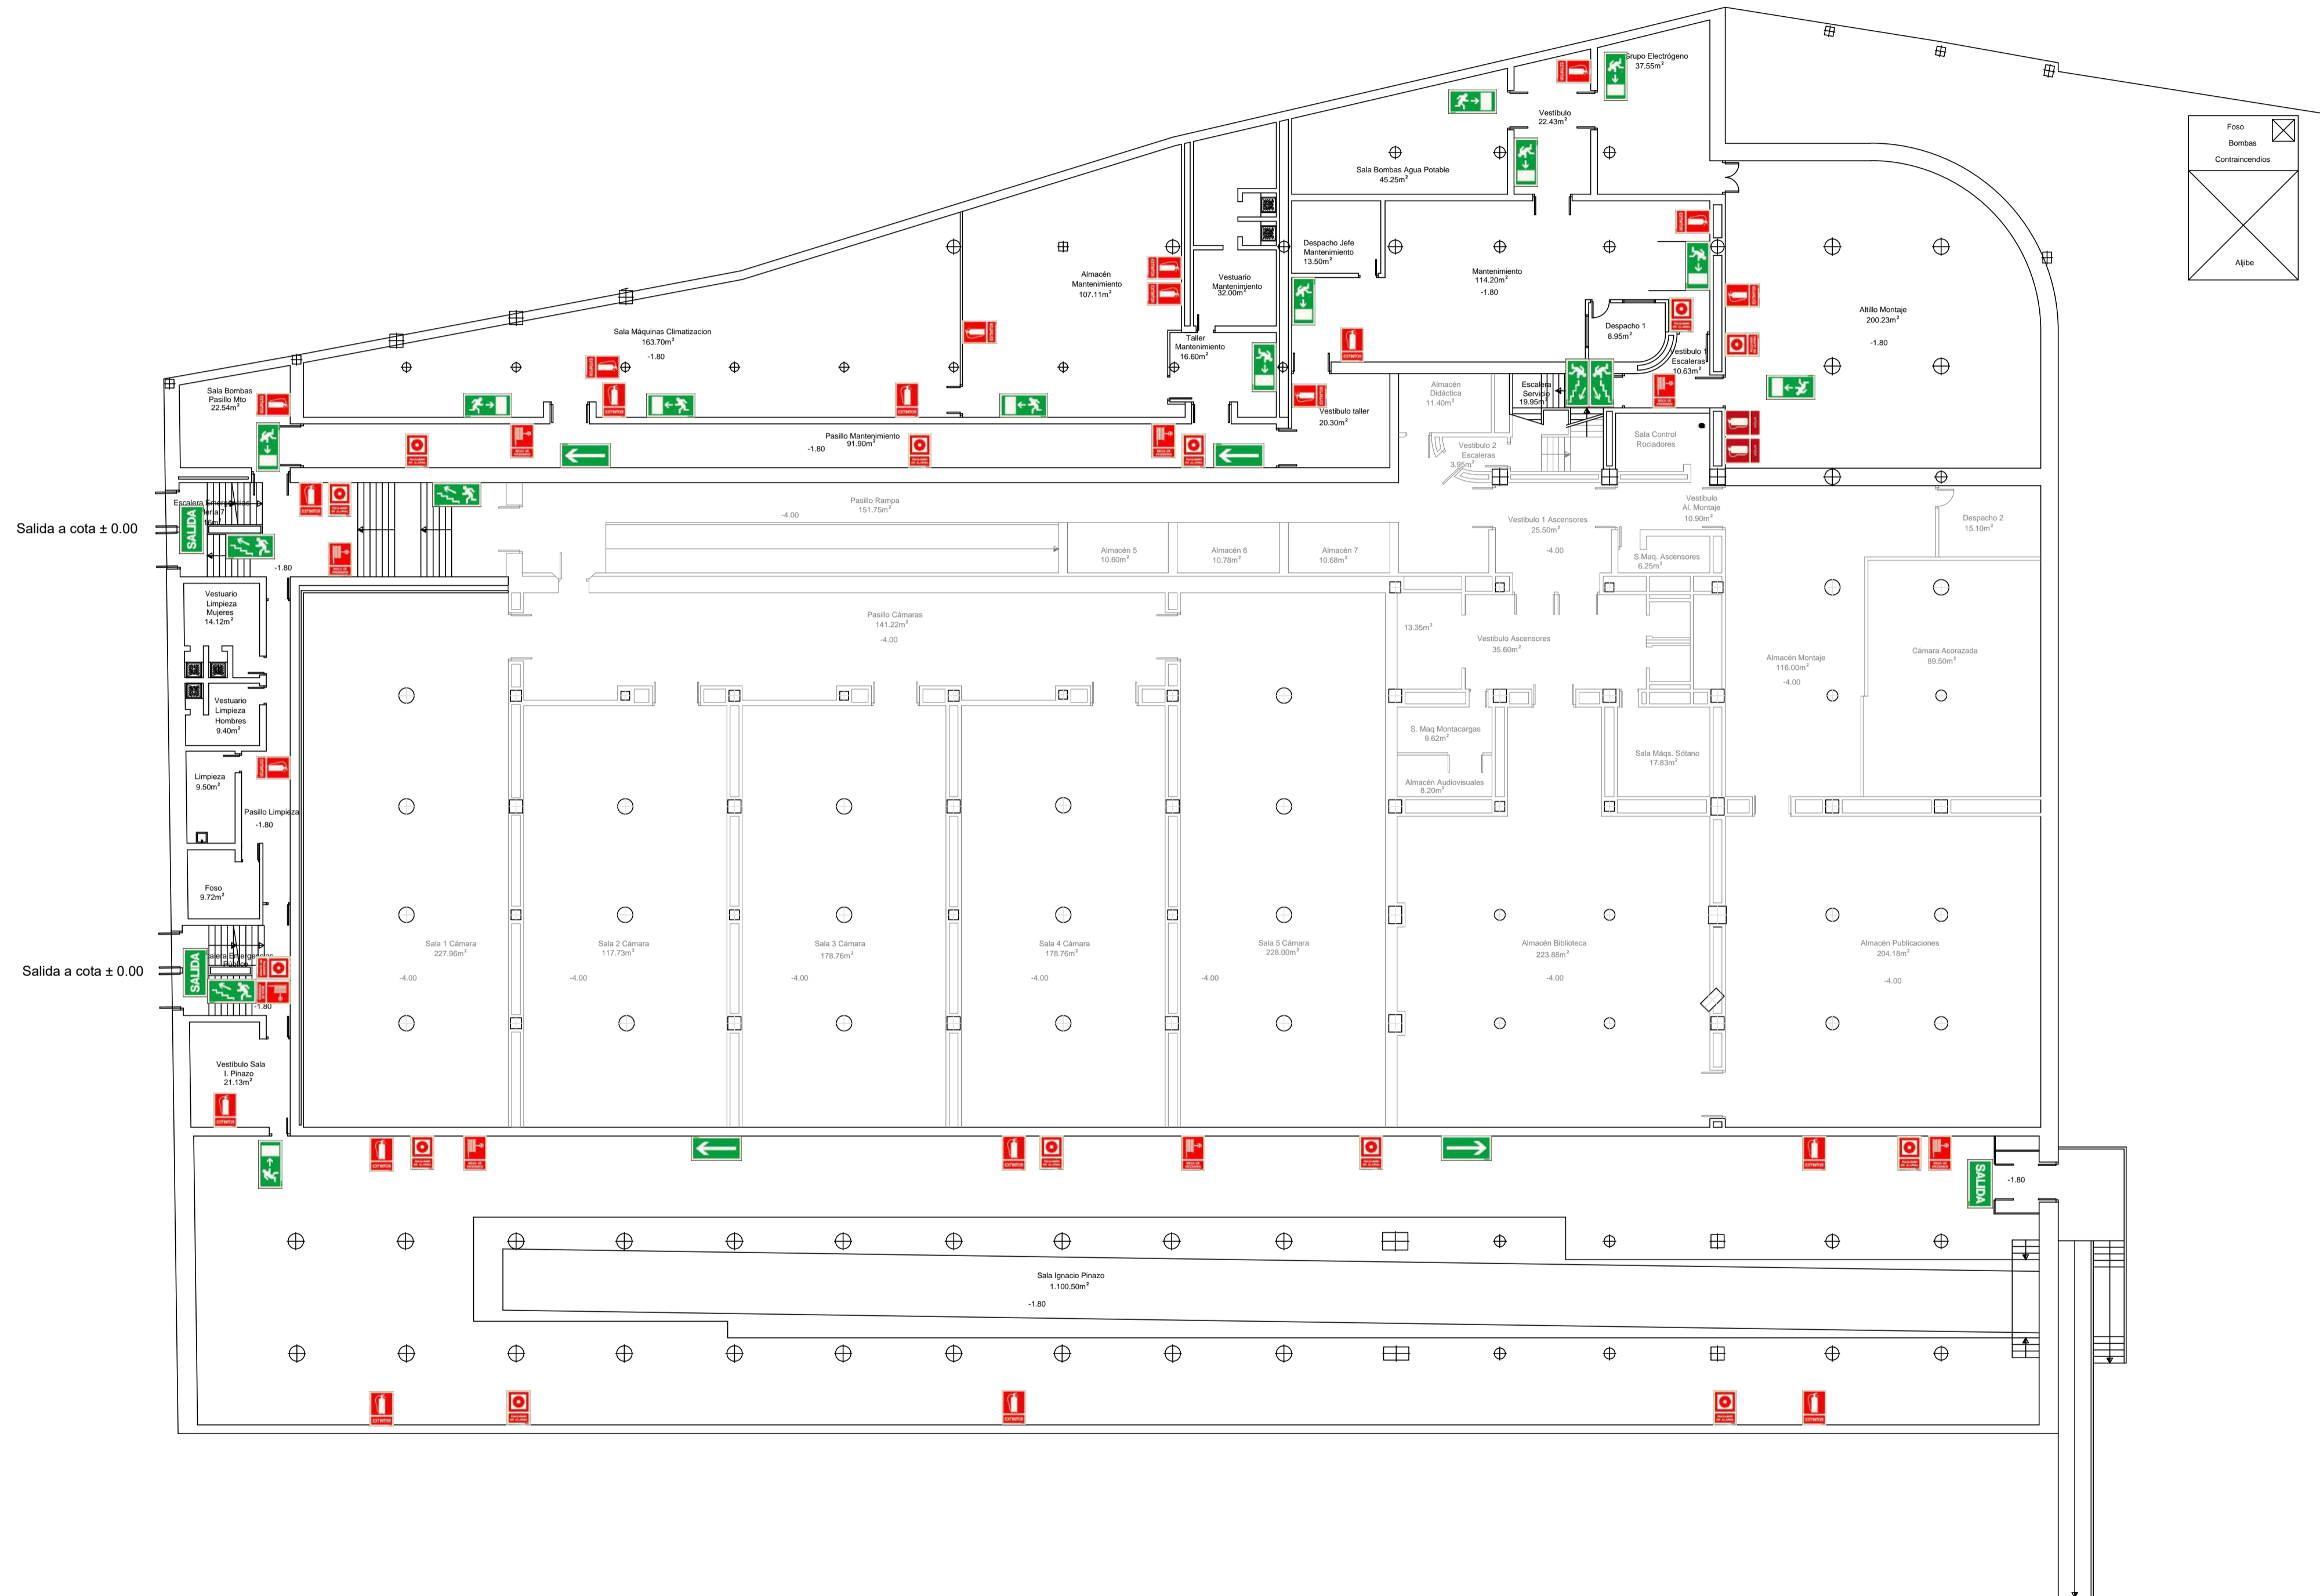 Grupo Electrógeno
37.55m²
Vestíbulo
22.43m²
Foso
Bombas
Contraincendios
Aljibe
Sala Bombas Agua Potable
45.25m²
Despacho Jefe
Mantenimiento
13.50m²
Mantenimiento
114.20m²
-1.80
Almacén
Mantenimiento
107.11m²
Vestuario
Mantenimiento
32.00m²
Altillo Montaje
200.23m²
-1.80
Despacho 1
8.95m²
Sala Máquinas Climatizacion
163.70m²
-1.80
Taller
Mantenimiento
16.60m²
Vestibulo 1
Escaleras
10.63m²
Sala Bombas
Pasillo Mto
22.54m²
Almacén
Didáctica
11.40m²
Escalera
Servicio
19.95m²
Vestíbulo taller
20.30m²
Pasillo Mantenimiento
91.90m²
-1.80
Vestíbulo 2
Escaleras
3.95m²
Sala Control
Rociadores
EXTINTOR
Escalera Emergencias
SALIDA
Salida a cota ± 0.00
-1.80
Pasillo Rampa
151.75m²
-4.00
Vestíbulo 1 Ascensores
25.50m²
-4.00
Vestíbulo
Al. Montaje
10.90m²
Despacho 2
15.10m²
Almacén 5
10.60m²
Almacén 6
10.78m²
Almacén 7
10.68m²
S.Maq. Ascensores
6.25m²
Vestuario
Limpieza
Mujeres
14.12m²
Pasillo Cámaras
141.22m²
-4.00
13.35m²
Vestíbulo Ascensores
35.60m²
Almacén Montaje
116.00m²
-4.00
Cámara Acorazada
89.50m²
Vestuario
Limpieza
Hombres
9.40m²
S. Maq Montacargas
9.62m²
Sala Máqs. Sótano
17.83m²
Limpieza
9.50m²
Almacén Audiovisuales
8.20m²
Pasillo Limpieza
-1.80
Foso
9.72m²
Sala 1 Cámara
227.96m²
-4.00
Sala 2 Cámara
117.73m²
-4.00
Sala 3 Cámara
178.76m²
-4.00
Sala 4 Cámara
178.76m²
-4.00
Sala 5 Cámara
228.00m²
-4.00
Almacén Biblioteca
223.88m²
-4.00
Almacén Publicaciones
204.18m²
-4.00
Salida a cota ± 0.00
SALIDA
-1.80
Vestíbulo Sala
I. Pinazo
21.13m²
EXTINTOR
SALIDA
-1.80
Sala Ignacio Pinazo
1.100,50m²
-1.80
EXTINTOR
EXTINTOR
EXTINTOR